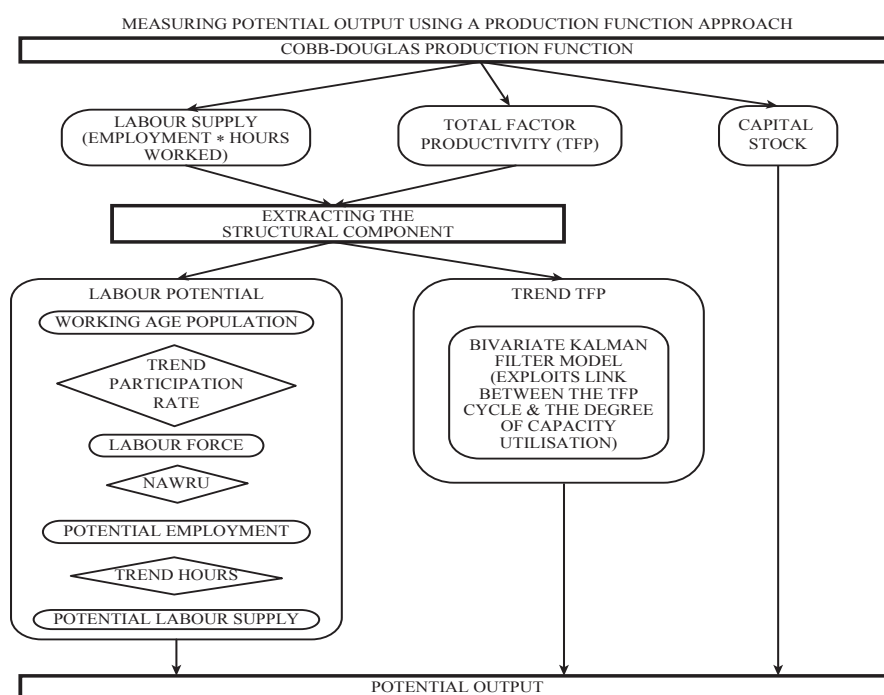 MEASURING POTENTIAL OUTPUT USING A PRODUCTION FUNCTION APPROACH
COBB-DOUGLAS PRODUCTION FUNCTION
LABOUR SUPPLY
(EMPLOYMENT * HOURS
WORKED)
TOTAL FACTOR
PRODUCTIVITY (TFP)
CAPITAL
STOCK
EXTRACTING THE
STRUCTURAL COMPONENT
LABOUR POTENTIAL
WORKING AGE POPULATION
TREND
PARTICIPATION
RATE
LABOUR FORCE
NAWRU
POTENTIAL EMPLOYMENT
TREND HOURS
POTENTIAL LABOUR SUPPLY
TREND TFP
BIVARIATE KALMAN
FILTER MODEL
(EXPLOITS LINK
BETWEEN THE TFP
CYCLE & THE DEGREE
OF CAPACITY
UTILISATION)
POTENTIAL OUTPUT